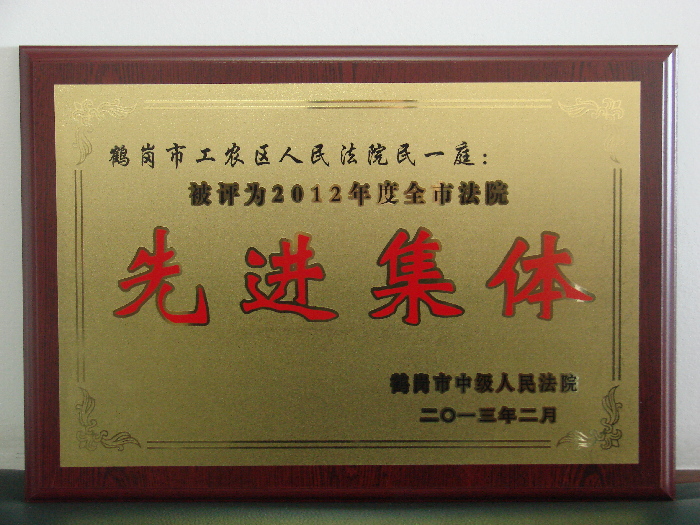 鹤岗市工农区人民法院民一庭：
被评为2012年度全市法院
先进集体
鹤岗市中级人民法院
二〇一三年二月